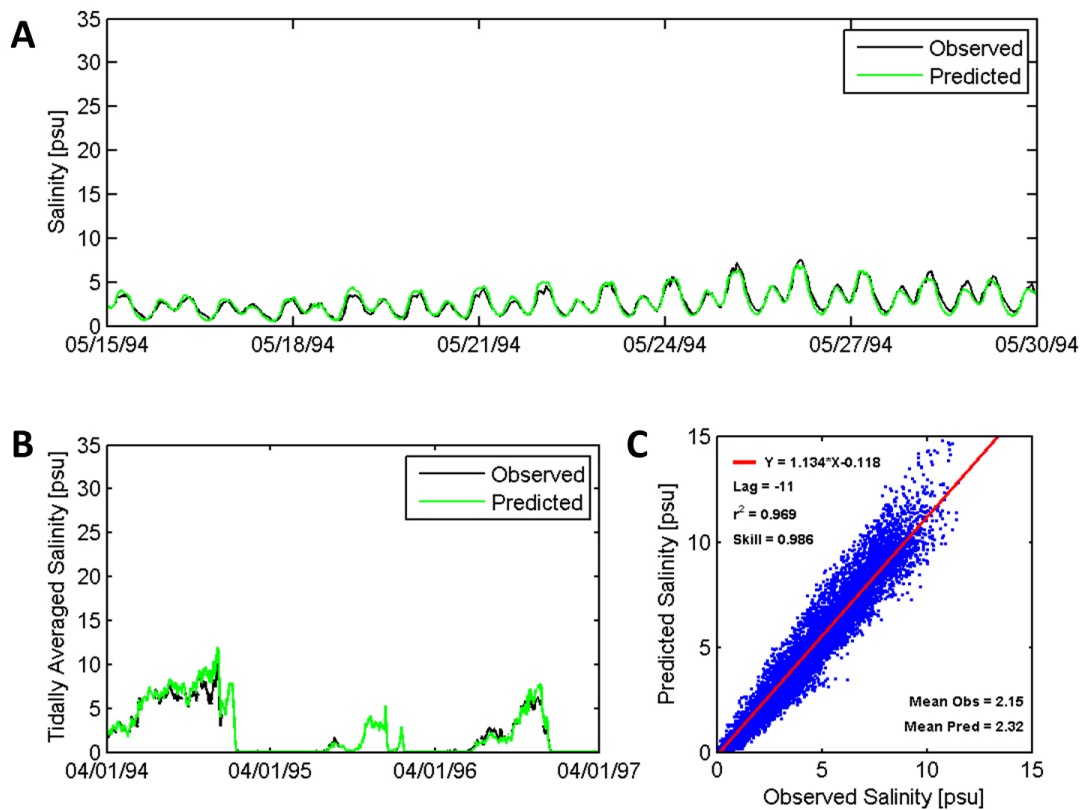 A
Salinity [psu]
35
30
25
20
15
10
5
0
Observed
Predicted
05/15/94 05/18/94 05/21/94 05/24/94 05/27/94 05/30/94
B
Tidally Averaged Salinity [psu]
35
30
25
20
15
10
5
0
Observed
Predicted
04/01/94 04/01/95 04/01/96 04/01/97
C
Predicted Salinity [psu]
15
10
5
0
Y = 1.134*X-0.118
Lag = -11
r² = 0.969
Skill = 0.986
Mean Obs = 2.15
Mean Pred = 2.32
0 5 10 15
Observed Salinity [psu]